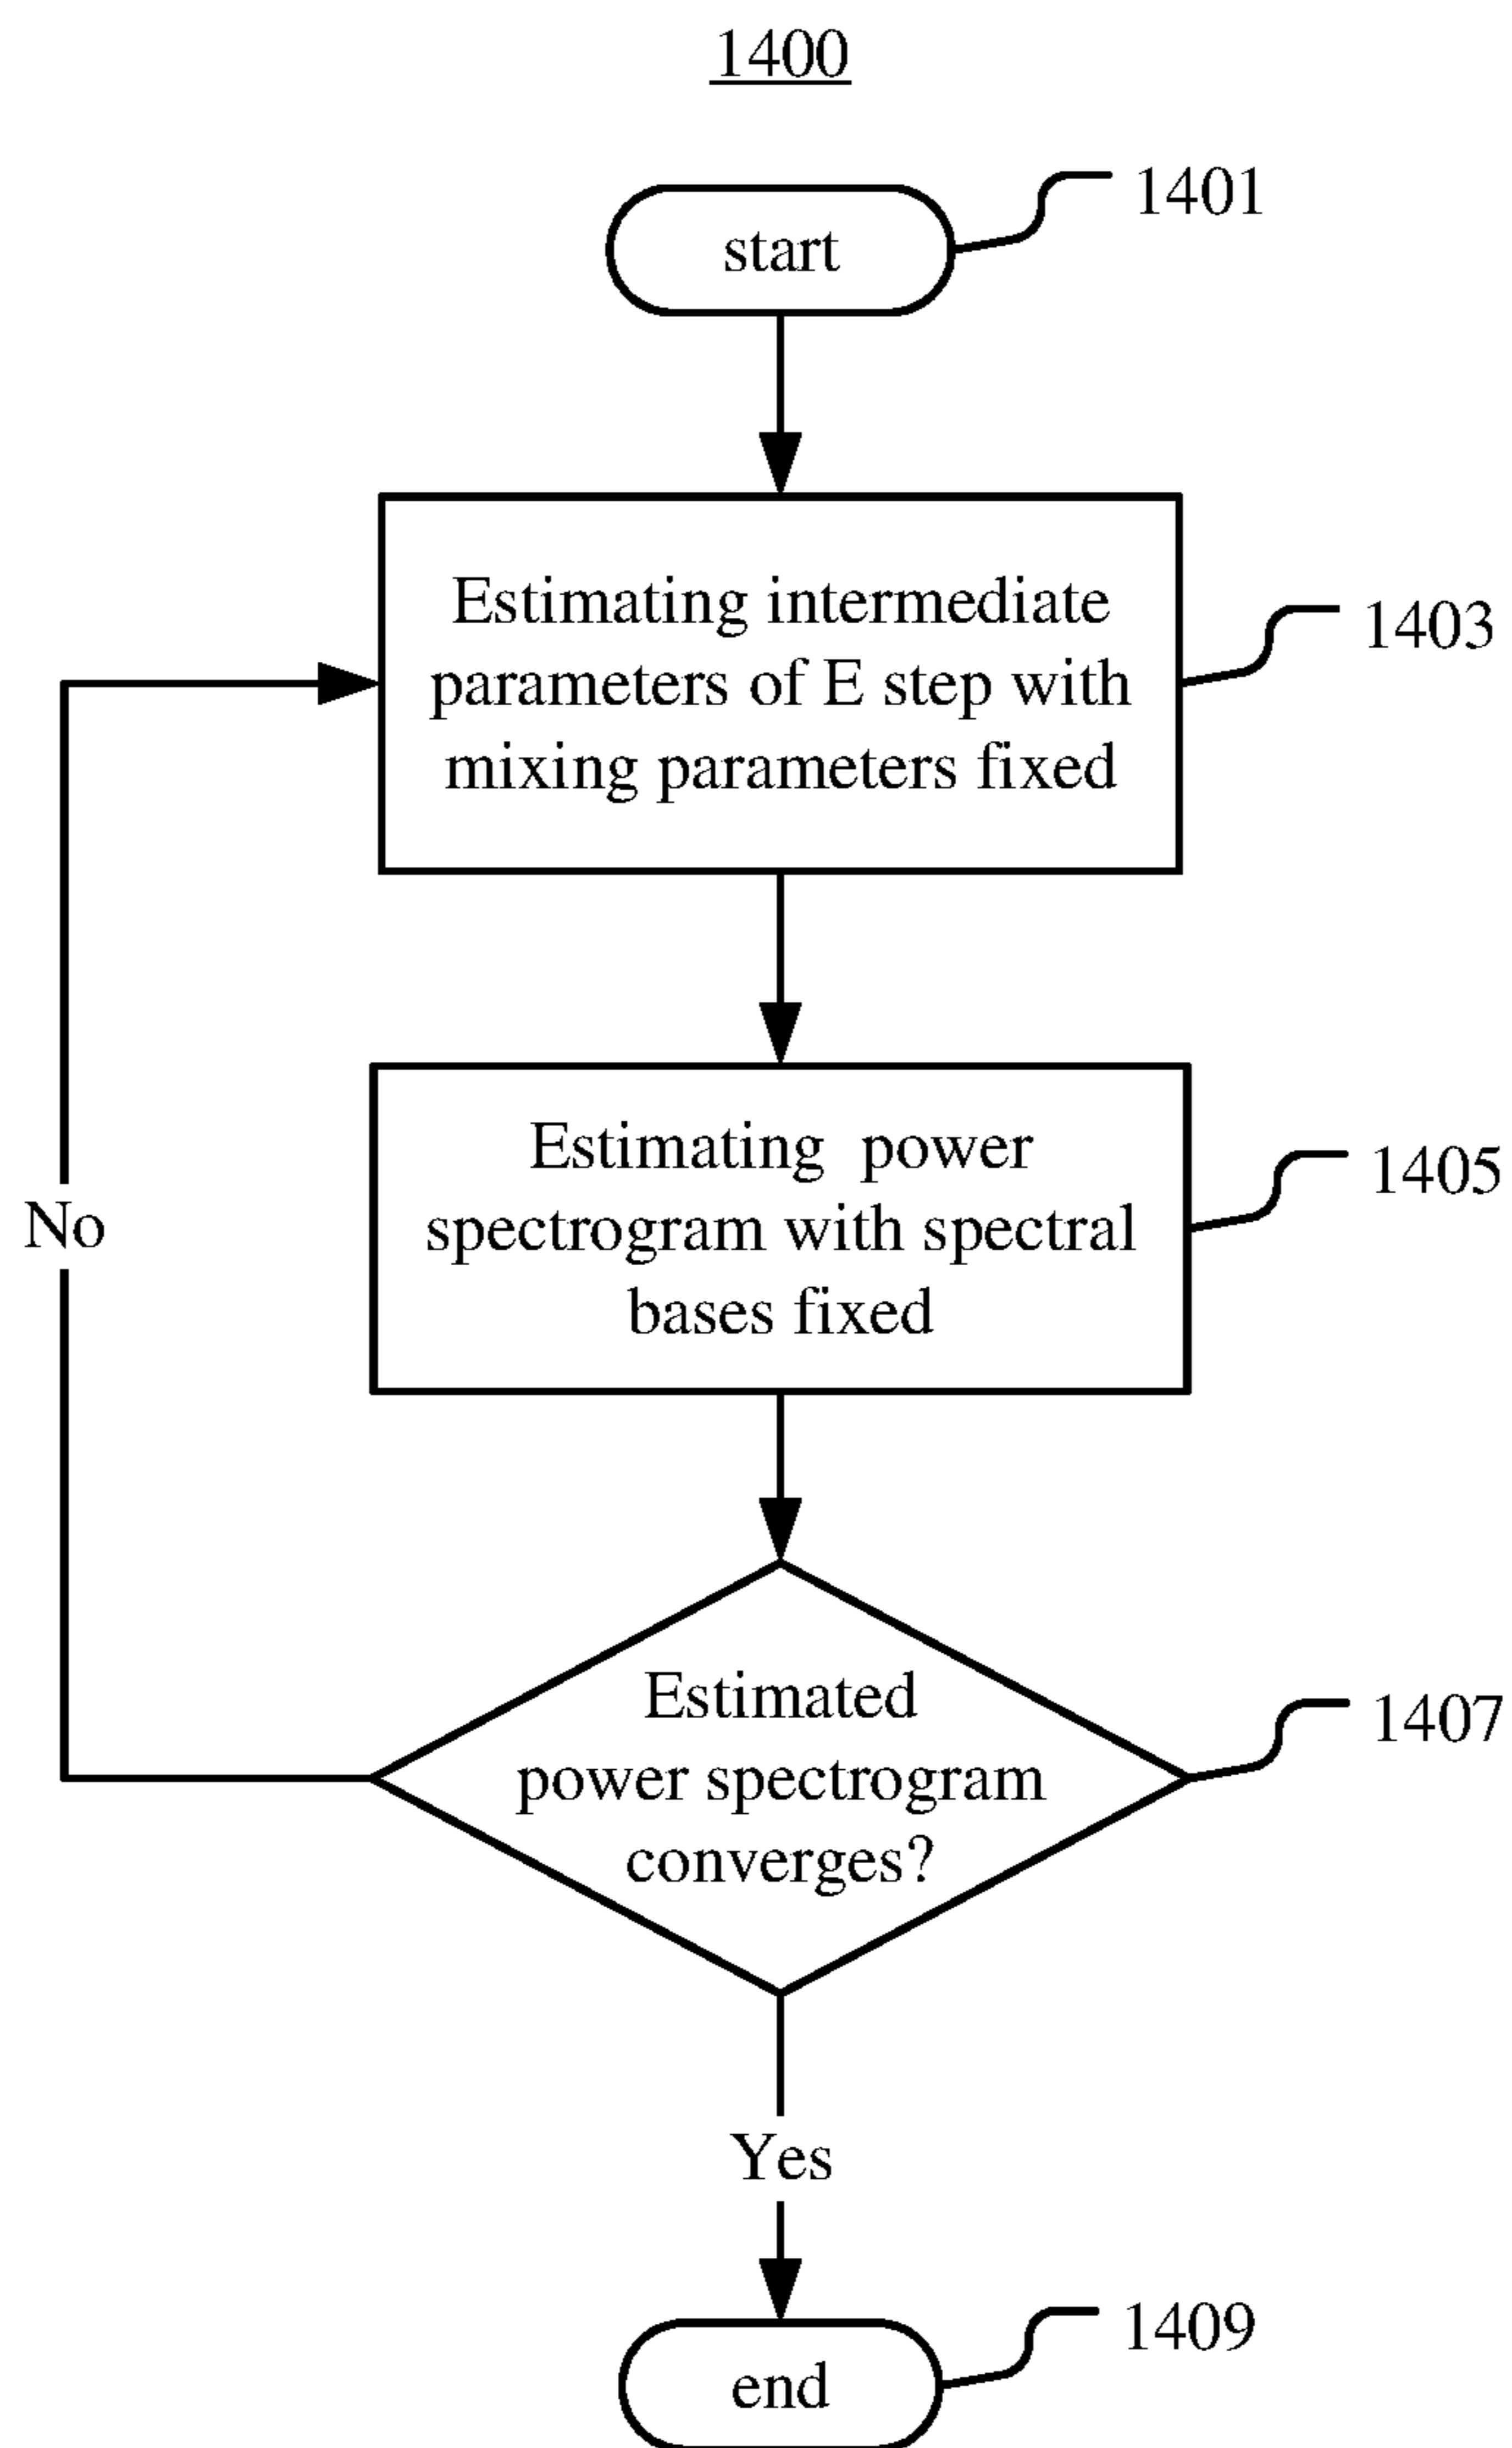 1400
start
1401
Estimating intermediate
parameters of E step with
mixing parameters fixed
1403
Estimating power
spectrogram with spectral
bases fixed
1405
No
Estimated
power spectrogram
converges?
1407
Yes
end
1409